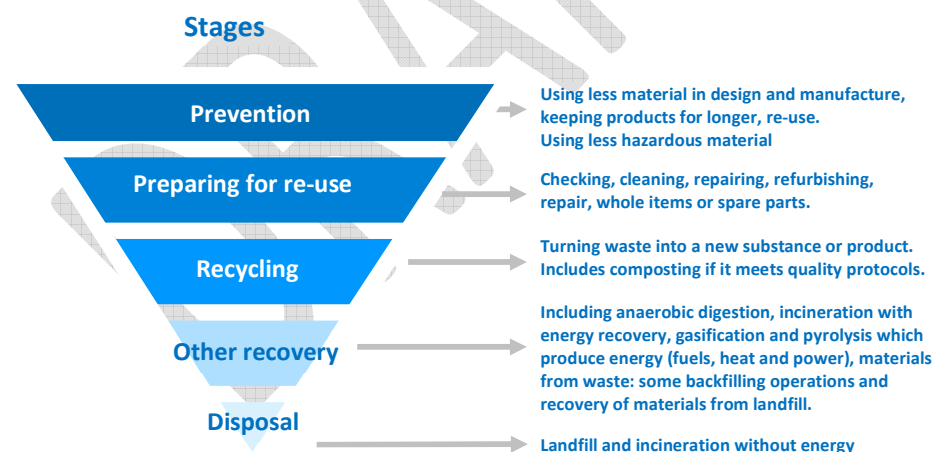 Stages
Prevention
Using less material in design and manufacture,
keeping products for longer, re-use.
Using less hazardous material
Preparing for re-use
Checking, cleaning, repairing, refurbishing,
repair, whole items or spare parts.
Recycling
Turning waste into a new substance or product.
Includes composting if it meets quality protocols.
Other recovery
Including anaerobic digestion, incineration with
energy recovery, gasification and pyrolysis which
produce energy (fuels, heat and power), materials
from waste: some backfilling operations and
recovery of materials from landfill.
Disposal
Landfill and incineration without energy